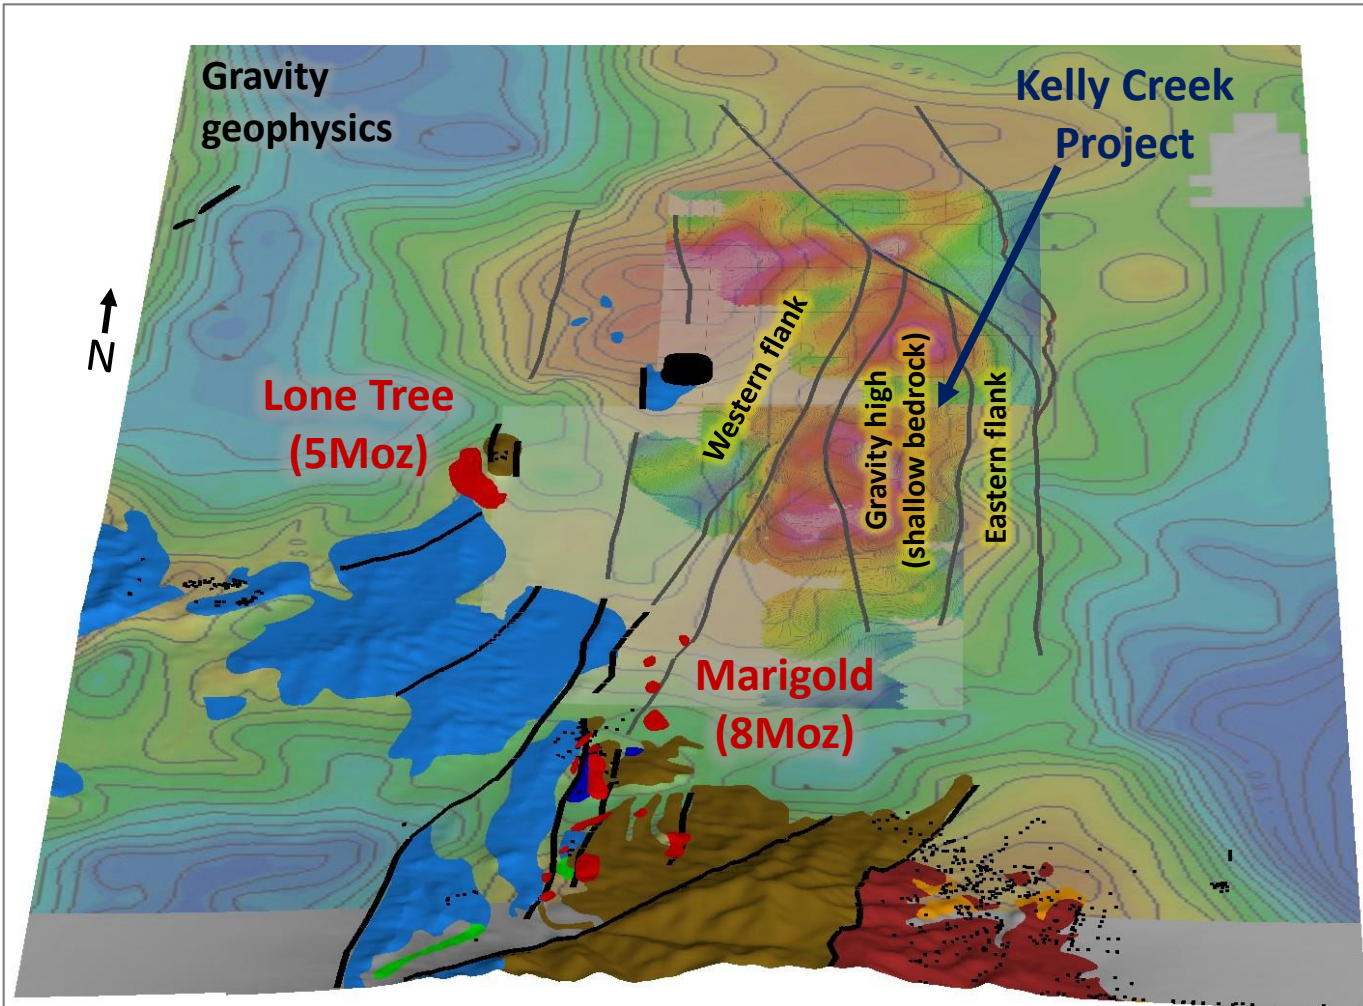 Gravity
geophysics
Kelly Creek
Project
N
Lone Tree
(5Moz)
Western flank
Gravity high
(shallow bedrock)
Eastern flank
Marigold
(8Moz)